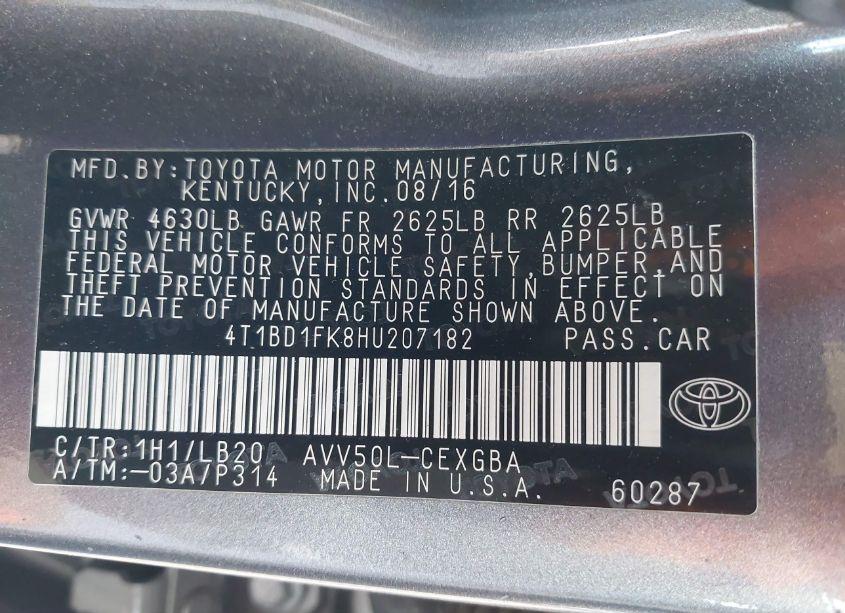 MFD.BY:TOYOTA MOTOR MANUFACTURING,
KENTUCKY,INC.08/16
GVWR 4630LB GAWR FR 2625LB RR 2625LB
THIS VEHICLE CONFORMS TO ALL APPLICABLE
FEDERAL MOTOR VEHICLE SAFETY,BUMPER,AND
THEFT PREVENTION STANDARDS IN EFFECT ON
THE DATE OF MANUFACTURE SHOWN ABOVE.
4T1BD1FK8HU207182 PASS.CAR
C/TR:1H1/LB20 AVV50L-CEXGBA
A/TM:-03A/P314 MADE IN U.S.A. 60287